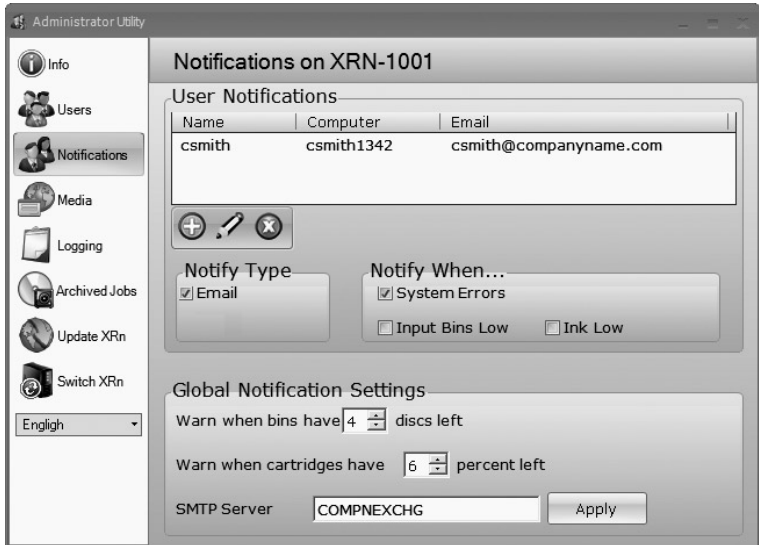 Administrator Utility
Info
Users
Notifications
Media
Logging
Archived Jobs
Update XRn
Switch XRn
Engligh
Notifications on XRN-1001
User Notifications
Name Computer Email
csmith csmith1342 csmith@companyname.com
Notify Type
Email
Notify When...
System Errors
Input Bins Low Ink Low
Global Notification Settings
Warn when bins have 4 discs left
Warn when cartridges have 6 percent left
SMTP Server COMPNEXCHG Apply